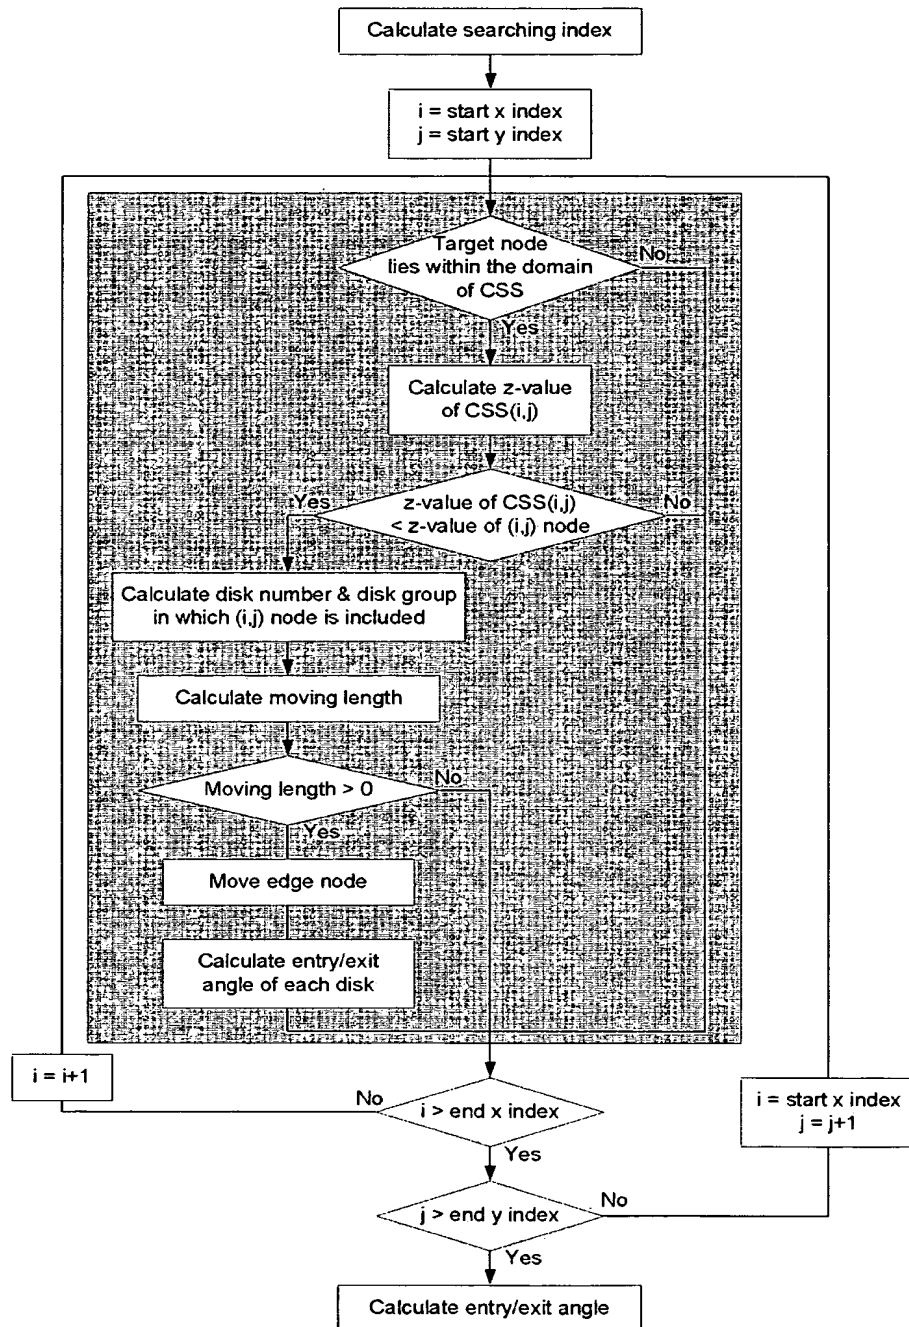 Calculate searching index
i = start x index
j = start y index
Target node
lies within the domain
of CSS
No
Yes
Calculate z-value
of CSS(i,j)
Yes
z-value of CSS(i,j)
< z-value of (i,j) node
No
Calculate disk number & disk group
in which (i,j) node is included
Calculate moving length
Moving length > 0
No
Yes
Move edge node
Calculate entry/exit
angle of each disk
i = i+1
No
i > end x index
i = start x index
j = j+1
Yes
j > end y index
No
Yes
Calculate entry/exit angle